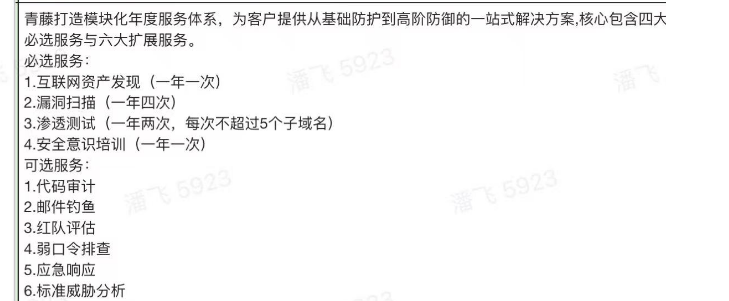 青藤打造模块化年度服务体系，为客户提供从基础防护到高阶防御的一站式解决方案,核心包含四大
必选服务与六大扩展服务。
必选服务：
1.互联网资产发现（一年一次）
2.漏洞扫描（一年四次）
3.渗透测试（一年两次，每次不超过5个子域名）
4.安全意识培训（一年一次）
可选服务：
1.代码审计
2.邮件钓鱼
3.红队评估
4.弱口令排查
5.应急响应
6.标准威胁分析
潘飞 5923
潘飞
潘飞 5923
潘飞 5923